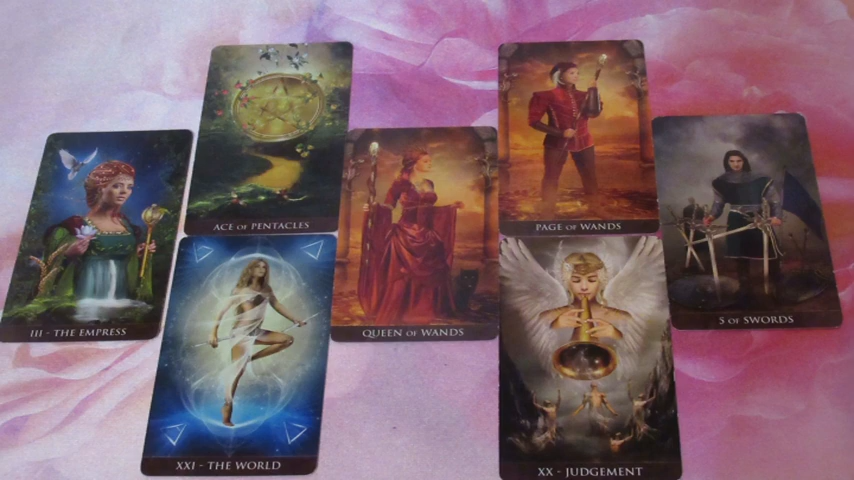 ACE OF PENTACLES
PAGE OF WANDS
III - THE EMPRESS
QUEEN OF WANDS
5 OF SWORDS
XXI - THE WORLD
XX - JUDGEMENT